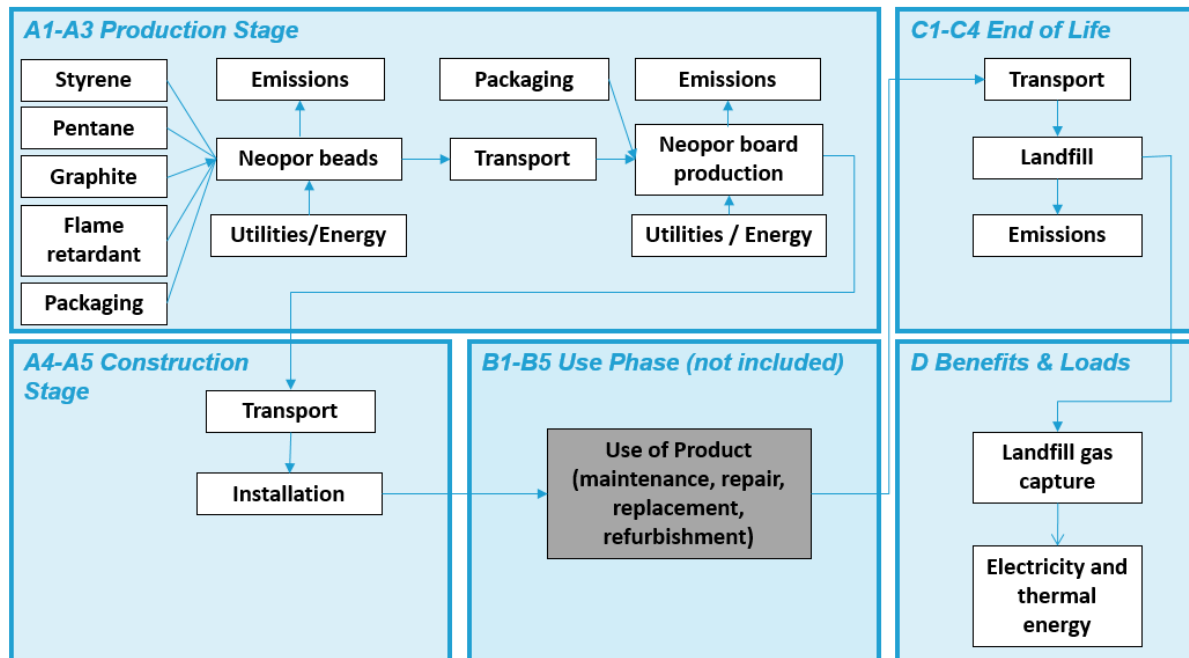 A1-A3 Production Stage
Styrene
Pentane
Graphite
Flame
retardant
Packaging
Emissions
Neopor beads
Utilities/Energy
Packaging
Transport
Emissions
Neopor board
production
Utilities / Energy
C1-C4 End of Life
Transport
Landfill
Emissions
A4-A5 Construction
Stage
Transport
Installation
B1-B5 Use Phase (not included)
Use of Product
(maintenance, repair,
replacement,
refurbishment)
D Benefits & Loads
Landfill gas
capture
Electricity and
thermal
energy